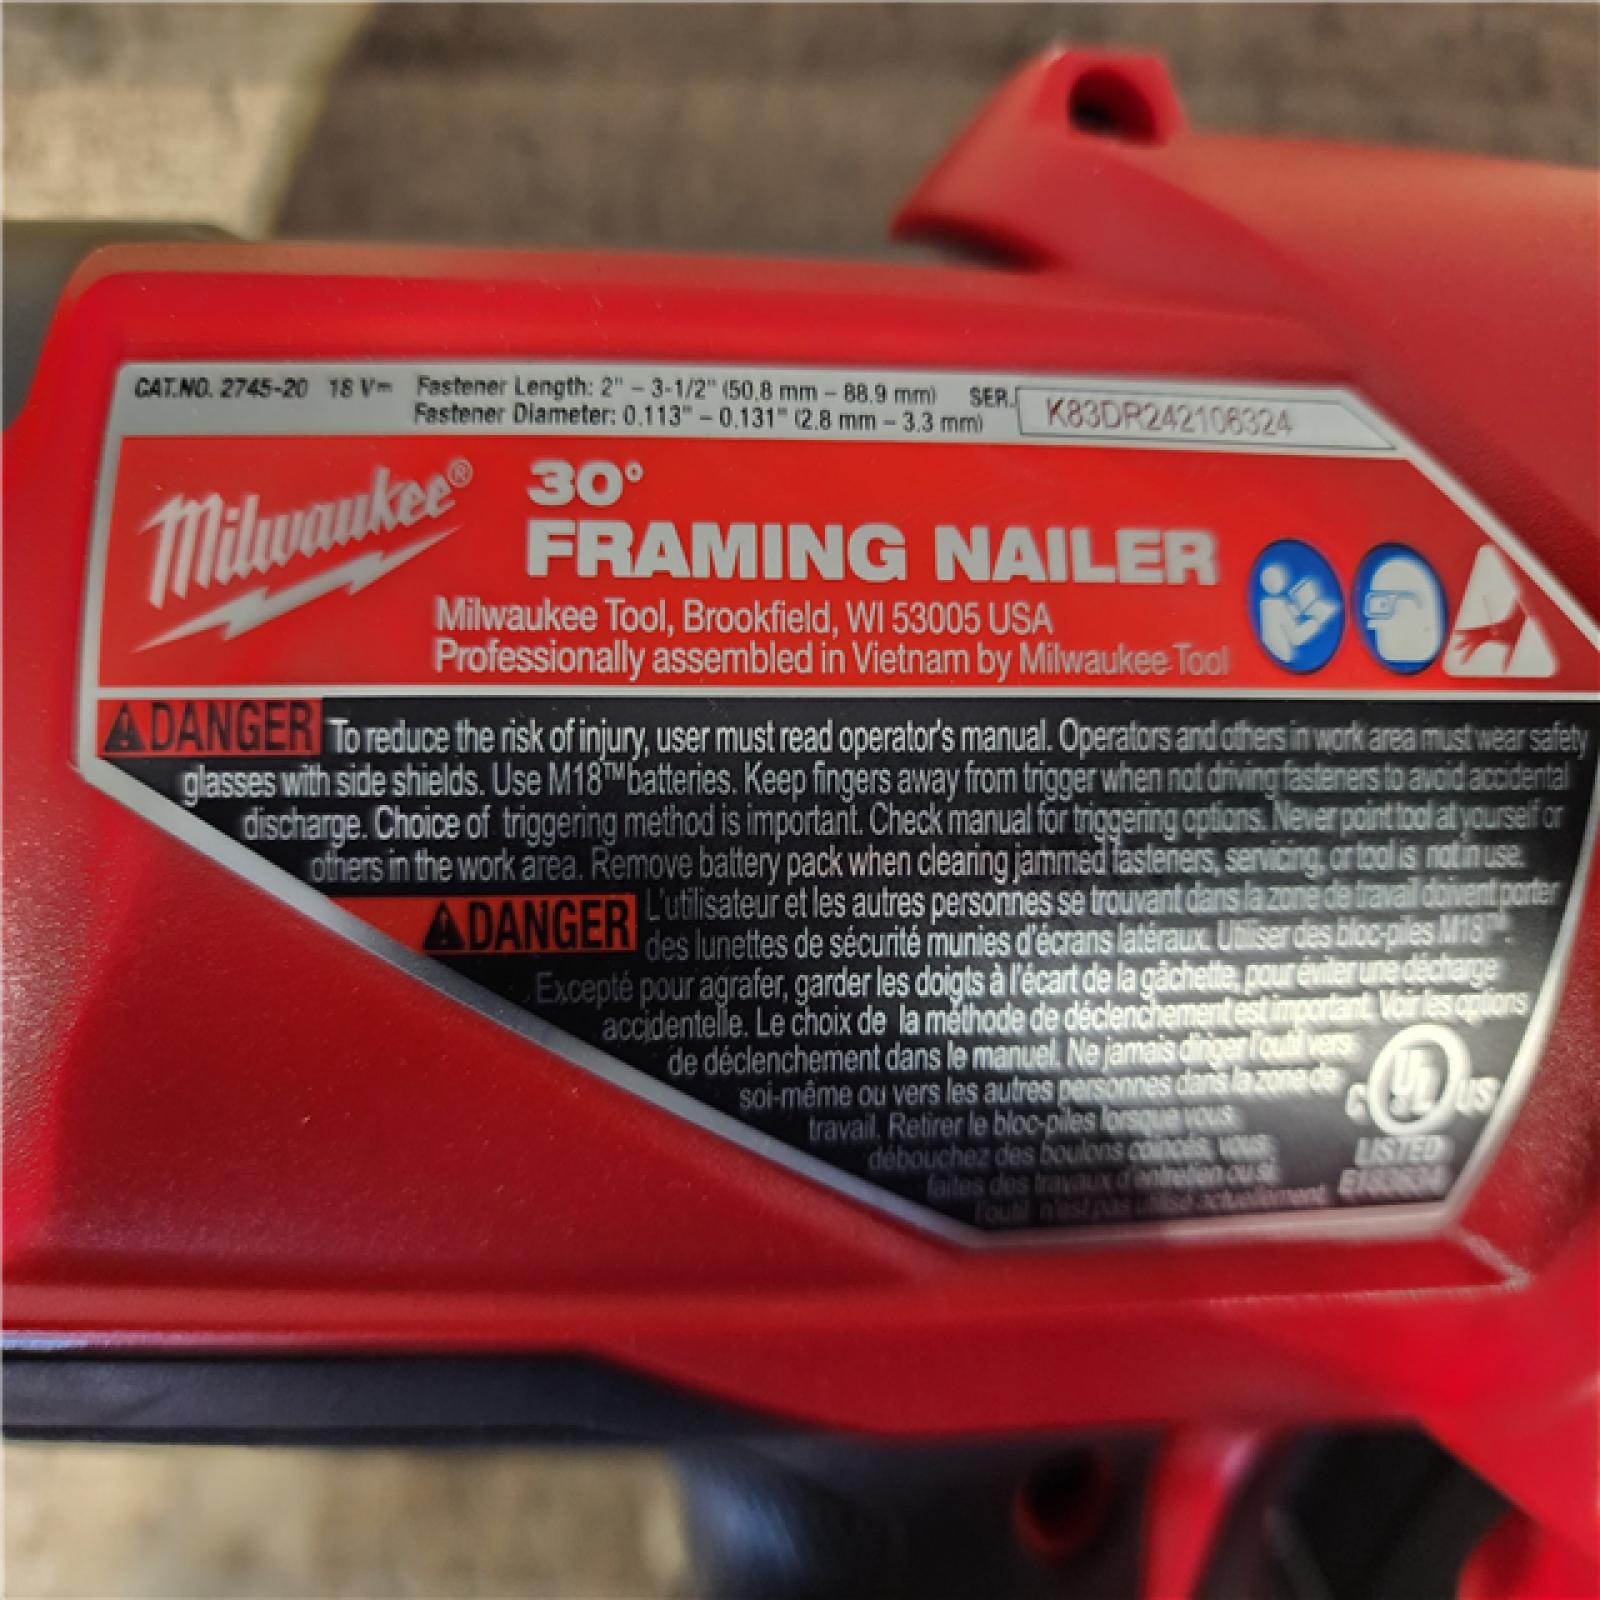 CAT.NO. 2745-20 18 V⎓ Fastener Length: 2" – 3-1/2" (50.8 mm – 88.9 mm) SER.
Fastener Diameter: 0.113" – 0.131" (2.8 mm – 3.3 mm)
K83DR242106324
Milwaukee®
30°
FRAMING NAILER
Milwaukee Tool, Brookfield, WI 53005 USA
Professionally assembled in Vietnam by Milwaukee Tool
DANGER To reduce the risk of injury, user must read operator's manual. Operators and others in work area must wear safety
glasses with side shields. Use M18™ batteries. Keep fingers away from trigger when not driving fasteners to avoid accidental
discharge. Choice of triggering method is important. Check manual for triggering options. Never point tool at yourself or
others in the work area. Remove battery pack when clearing jammed fasteners, servicing, or tool is not in use.
DANGER L'utilisateur et les autres personnes se trouvant dans la zone de travail doivent porter
des lunettes de sécurité munies d'écrans latéraux. Utiliser des bloc-piles M18™.
Excepté pour agrafer, garder les doigts à l'écart de la gâchette, pour éviter une décharge
accidentelle. Le choix de la méthode de déclenchement est important. Voir les options
de déclenchement dans le manuel. Ne jamais diriger l'outil vers
soi-même ou vers les autres personnes dans la zone de
travail. Retirer le bloc-piles lorsque vous
débouchez des boulons coincés, vous
faites des travaux d'entretien ou si
l'outil n'est pas utilisé actuellement.
C UL US
LISTED